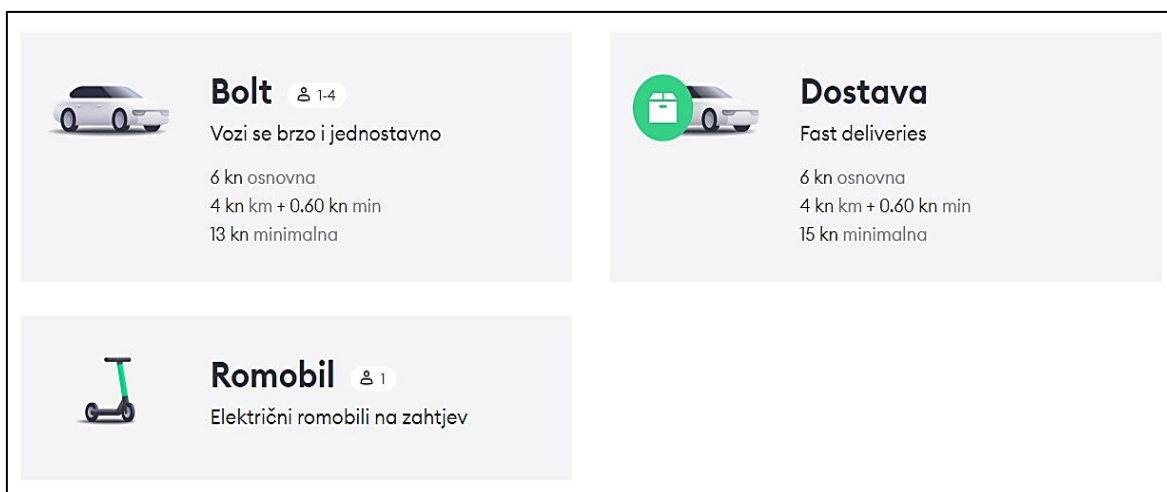 Bolt 1-4
Vozi se brzo i jednostavno
6 kn osnovna
4 kn km + 0.60 kn min
13 kn minimalna
Dostava
Fast deliveries
6 kn osnovna
4 kn km + 0.60 kn min
15 kn minimalna
Romobil 1
Električni romobili na zahtjev